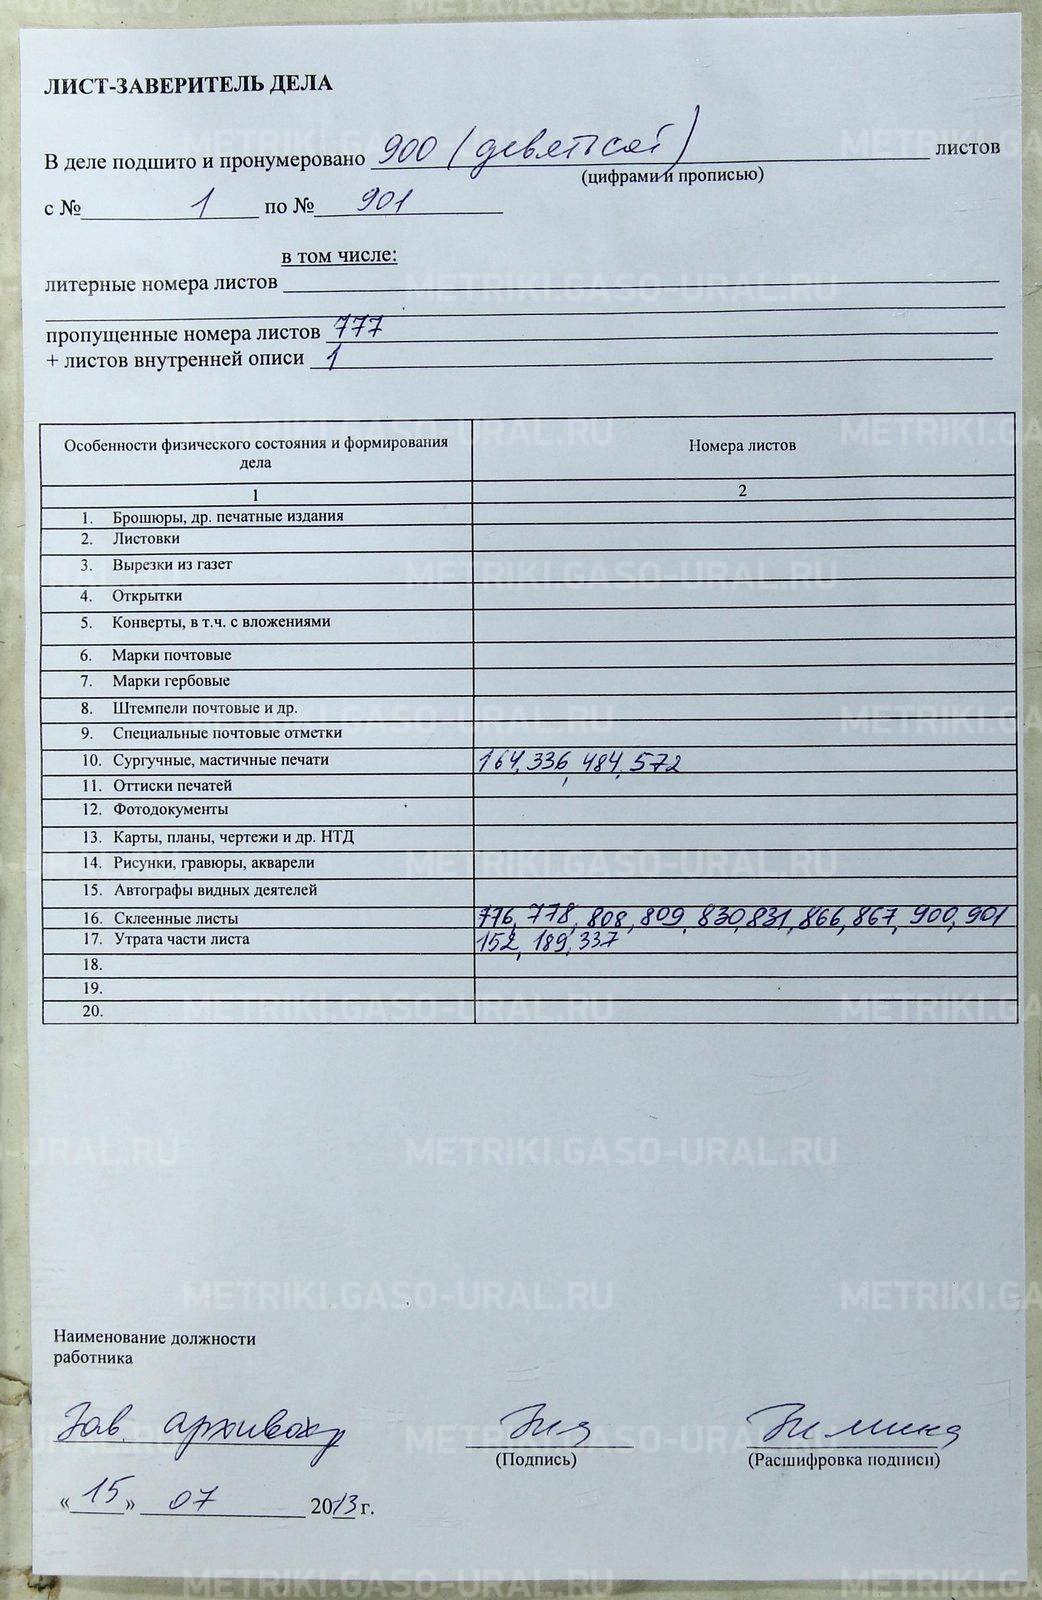 ЛИСТ-ЗАВЕРИТЕЛЬ ДЕЛА
В деле подшито и пронумеровано 900 (девятьсот) листов
(цифрами и прописью)
с № 1 по № 901
в том числе:
литерные номера листов
пропущенные номера листов 777
+ листов внутренней описи 1
Особенности физического состояния и формирования дела Номера листов
1 2
1. Брошюры, др. печатные издания
2. Листовки
3. Вырезки из газет
4. Открытки
5. Конверты, в т.ч. с вложениями
6. Марки почтовые
7. Марки гербовые
8. Штемпели почтовые и др.
9. Специальные почтовые отметки
10. Сургучные, мастичные печати 164, 336, 484, 572
11. Оттиски печатей
12. Фотодокументы
13. Карты, планы, чертежи и др. НТД
14. Рисунки, гравюры, акварели
15. Автографы видных деятелей
16. Склеенные листы 776, 778, 808, 809, 830, 831, 866, 867, 900, 901
17. Утрата части листа 152, 189, 337
18.
19.
20.
Наименование должности
работника
Зав. архивохр
(Подпись) (Расшифровка подписи)
«15» 07 2013 г.
METRIKI.GASO-URAL.RU